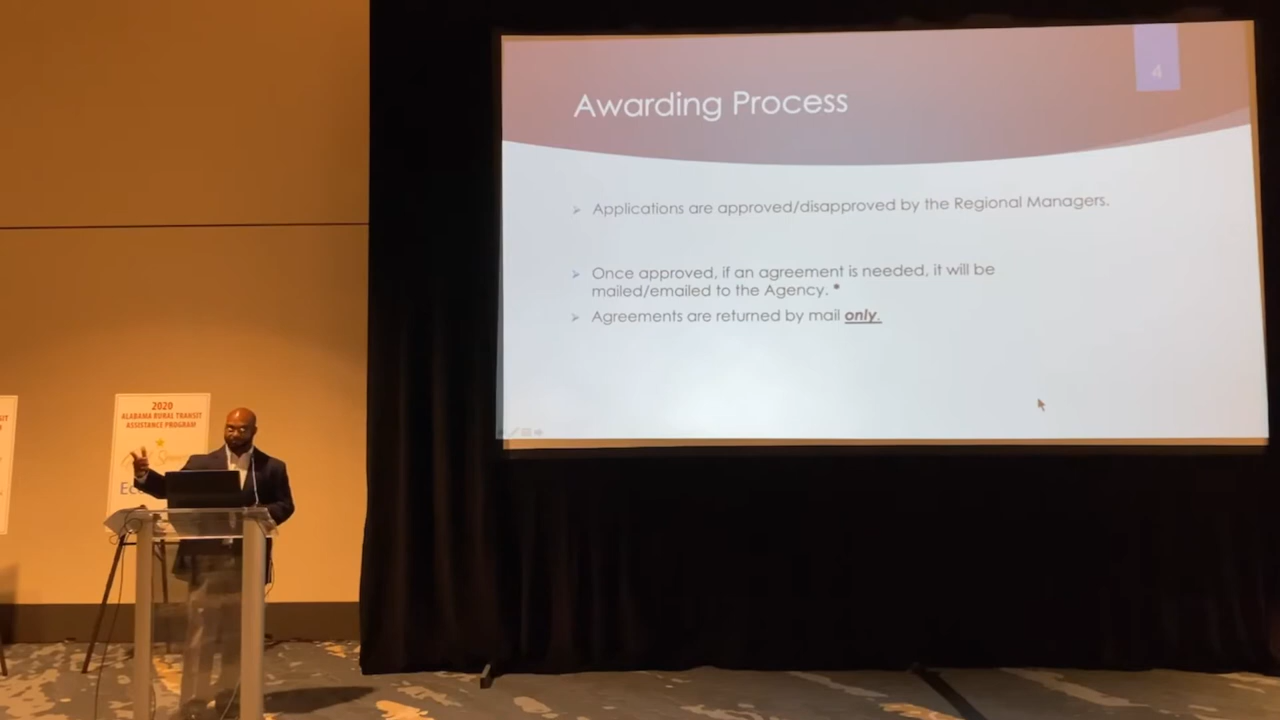 4
Awarding Process
Applications are approved/disapproved by the Regional Managers.
Once approved, if an agreement is needed, it will be
mailed/emailed to the Agency. *
Agreements are returned by mail only.
2020
ALABAMA RURAL TRANSIT
ASSISTANCE PROGRAM